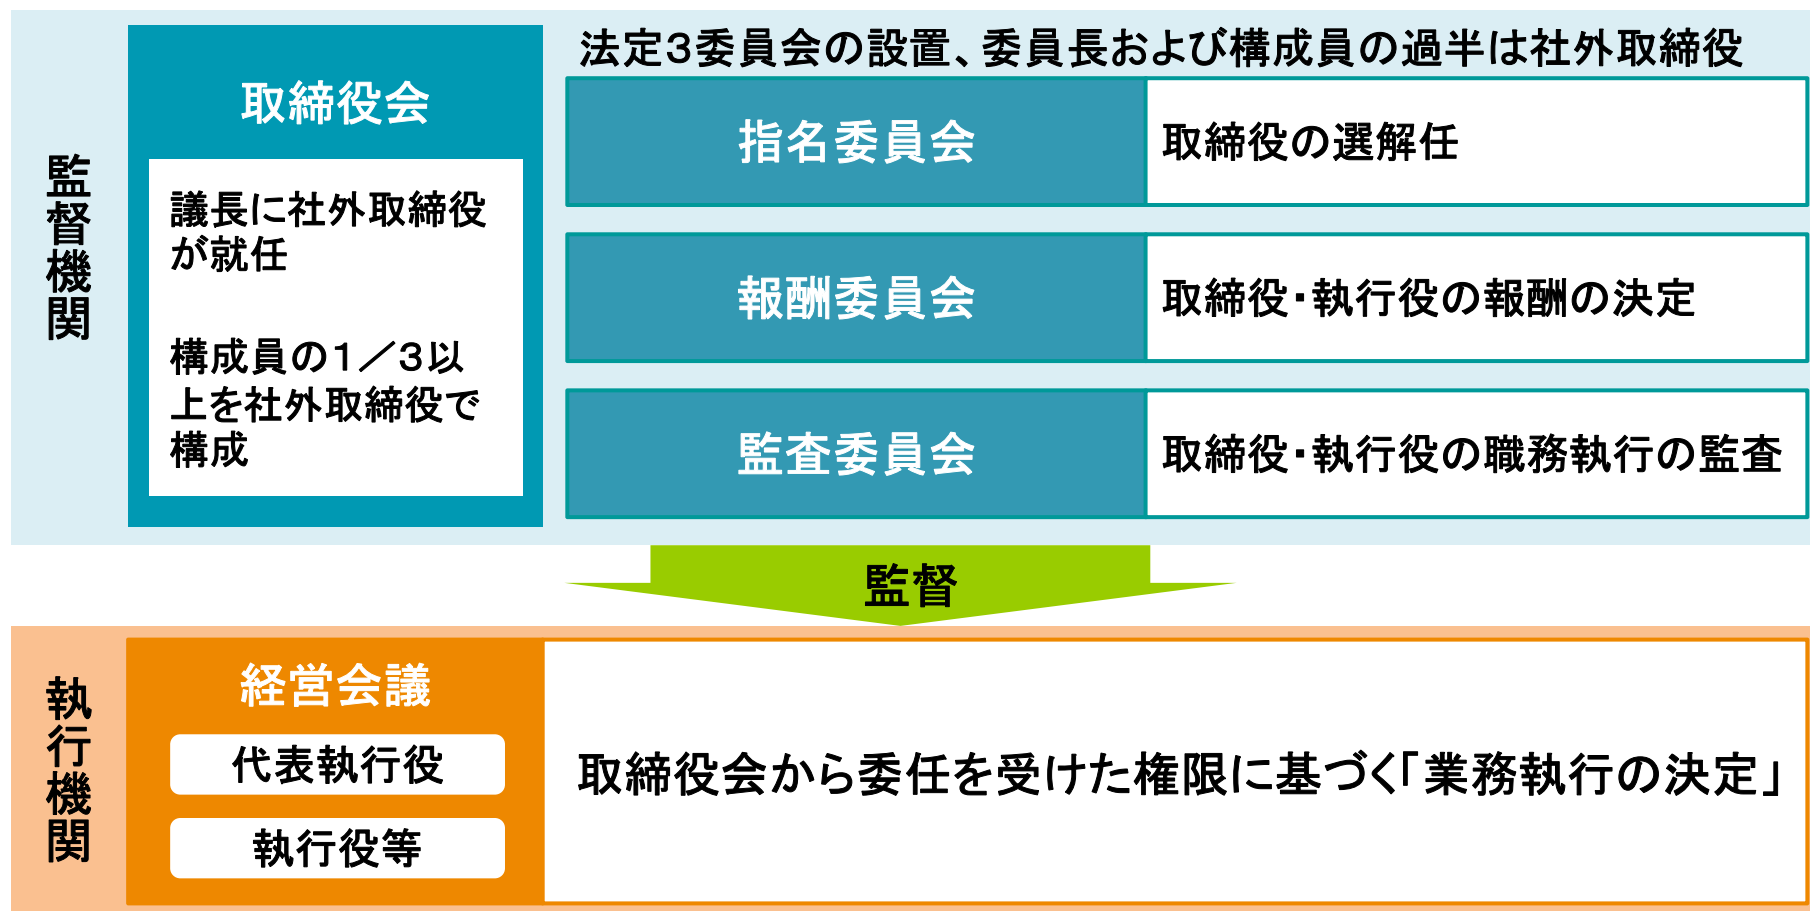 監督機関
取締役会
議長に社外取締役
が就任
構成員の１／３以
上を社外取締役で
構成
法定３委員会の設置、委員長および構成員の過半は社外取締役
指名委員会
取締役の選解任
報酬委員会
取締役・執行役の報酬の決定
監査委員会
取締役・執行役の職務執行の監査
監督
執行機関
経営会議
代表執行役
執行役等
取締役会から委任を受けた権限に基づく「業務執行の決定」